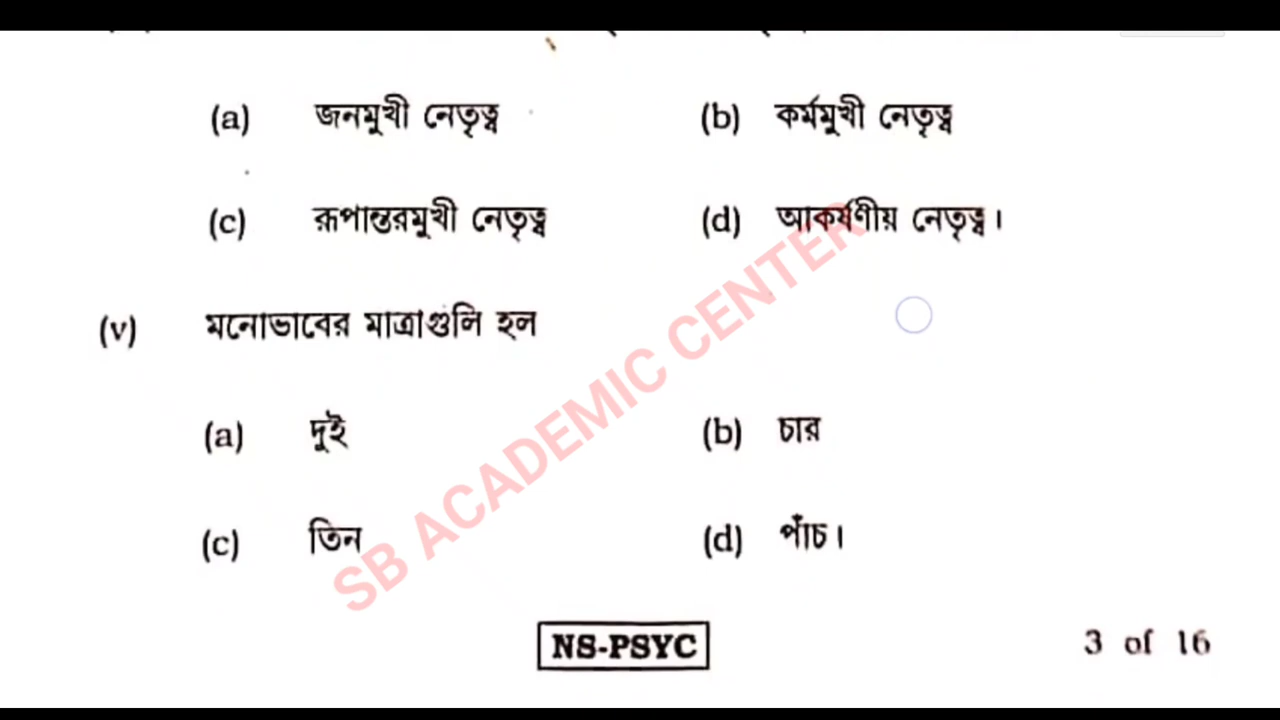 (a) জনমুখী নেতৃত্ব (b) কর্মমুখী নেতৃত্ব
(c) রূপান্তরমুখী নেতৃত্ব (d) আকর্ষণীয় নেতৃত্ব।
(v) মনোভাবের মাত্রাগুলি হল
(a) দুই (b) চার
(c) তিন (d) পাঁচ।
SB ACADEMIC CENTER
NS-PSYC 3 of 16